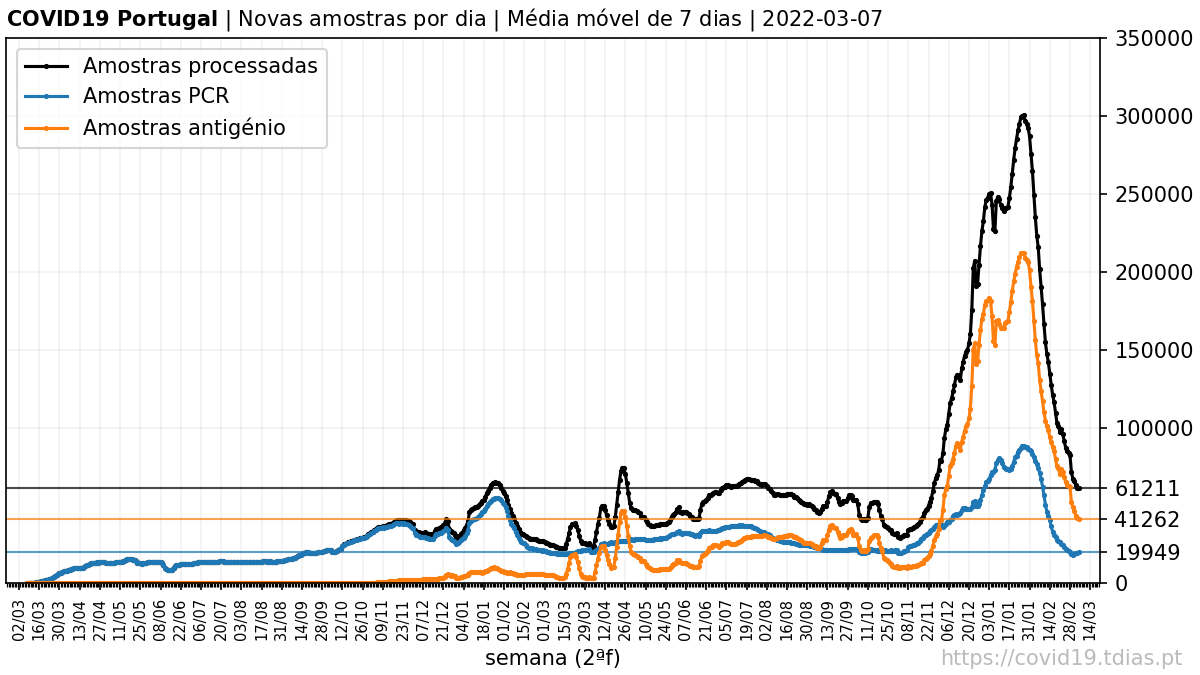 COVID19 Portugal | Novas amostras por dia | Média móvel de 7 dias | 2022-03-07
Amostras processadas
Amostras PCR
Amostras antigénio
350000
300000
250000
200000
150000
100000
61211
41262
19949
0
02/03 16/03 30/03 13/04 27/04 11/05 25/05 08/06 22/06 06/07 20/07 03/08 17/08 31/08 14/09 28/09 12/10 26/10 09/11 23/11 07/12 21/12 04/01 18/01 01/02 15/02 01/03 15/03 29/03 12/04 26/04 10/05 24/05 07/06 21/06 05/07 19/07 02/08 16/08 30/08 13/09 27/09 11/10 25/10 08/11 22/11 06/12 20/12 03/01 17/01 31/01 14/02 28/02 14/03
semana (2ªf)
https://covid19.tdias.pt